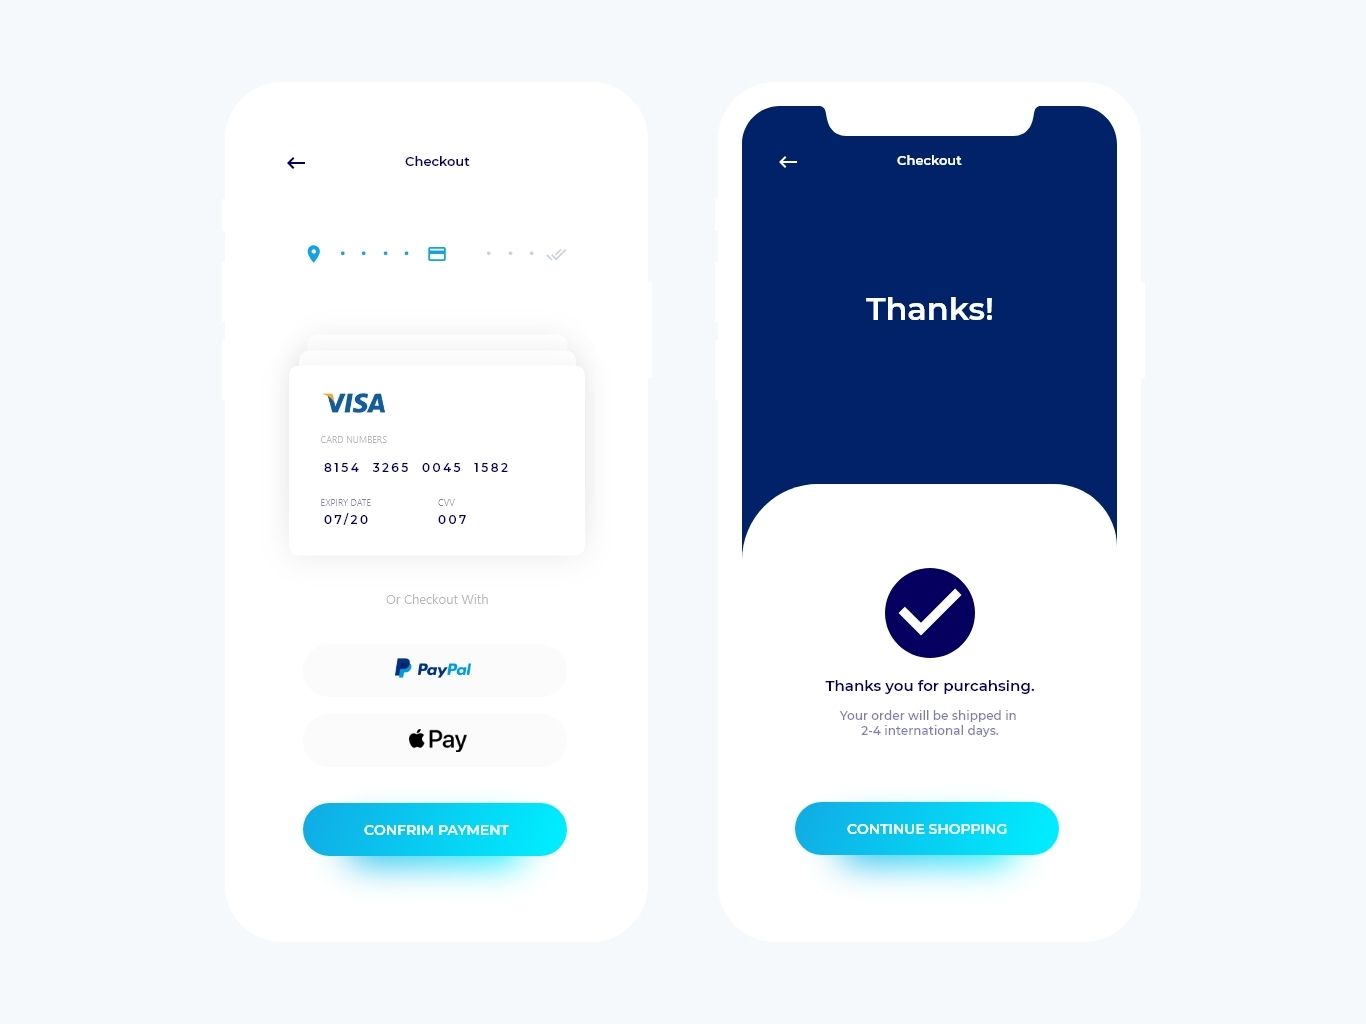 Checkout
VISA
CARD NUMBERS
8154 3265 0045 1582
EXPIRY DATE CVV
07/20 007
Or Checkout With
PayPal
Pay
CONFRIM PAYMENT
Checkout
Thanks!
Thanks you for purcahsing.
Your order will be shipped in
2-4 international days.
CONTINUE SHOPPING